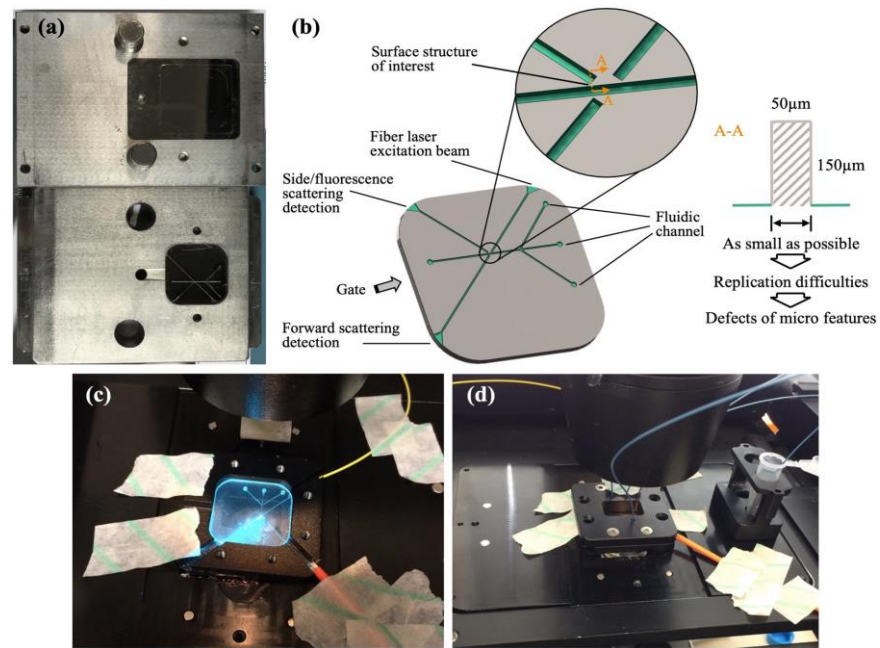 (a)
(b)
Surface structure
of interest
A
A
Fiber laser
excitation beam
Side/fluorescence
scattering
detection
Fluidic
channel
Gate
Forward scattering
detection
A-A
50μm
150μm
As small as possible
Replication difficulties
Defects of micro features
(c)
(d)